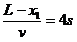 (L - x₁)/v = 4s